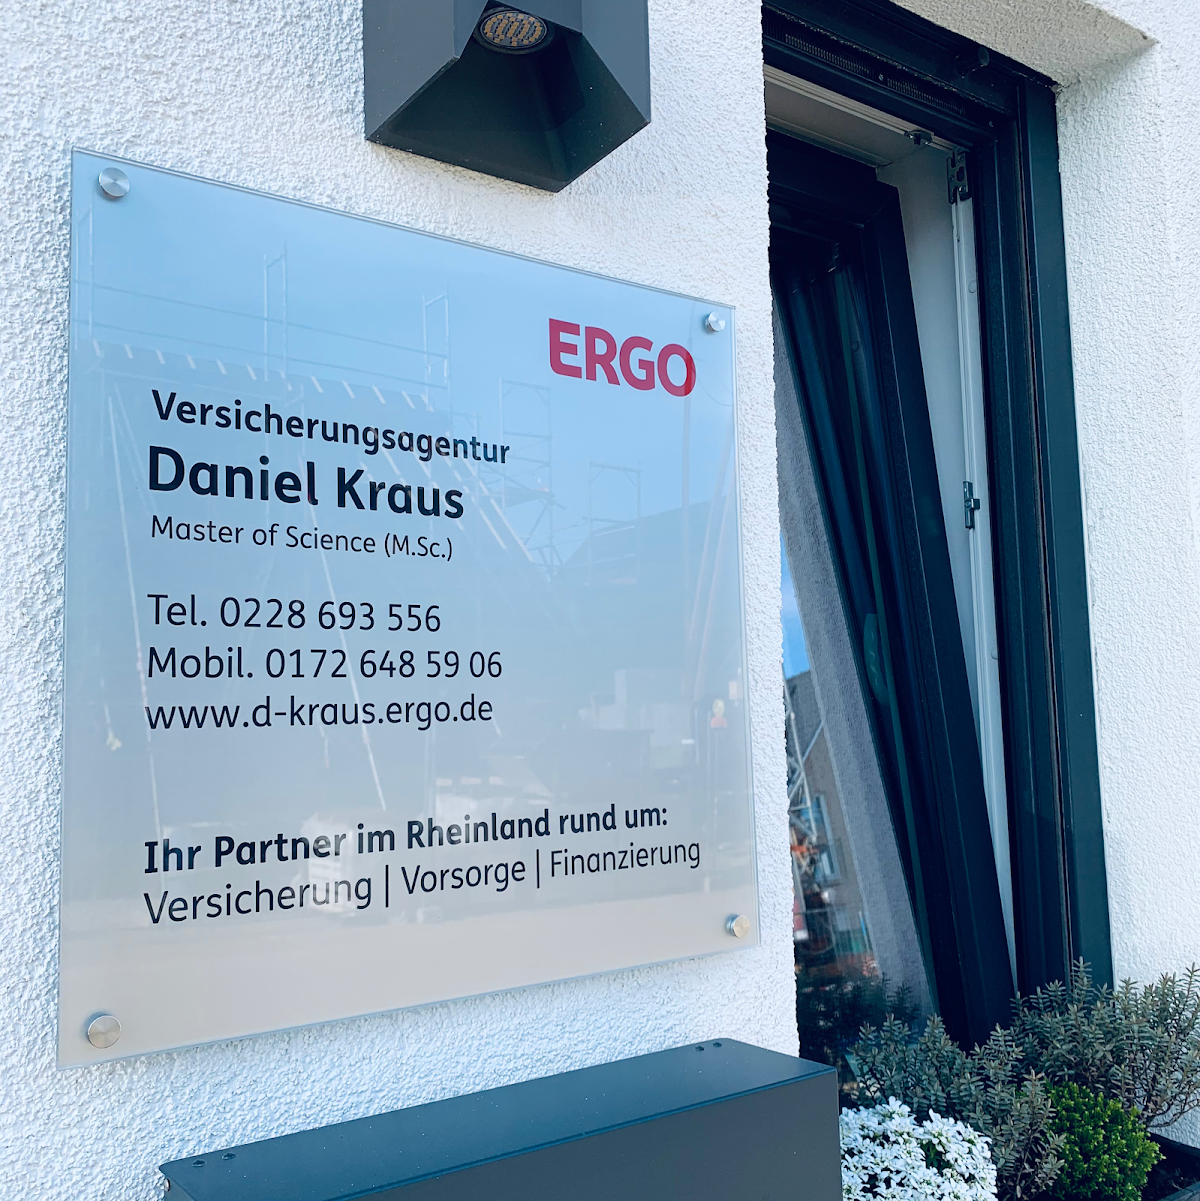 ERGO
Versicherungsagentur
Daniel Kraus
Master of Science (M.Sc.)
Tel. 0228 693 556
Mobil. 0172 648 59 06
www.d-kraus.ergo.de
Ihr Partner im Rheinland rund um:
Versicherung | Vorsorge | Finanzierung